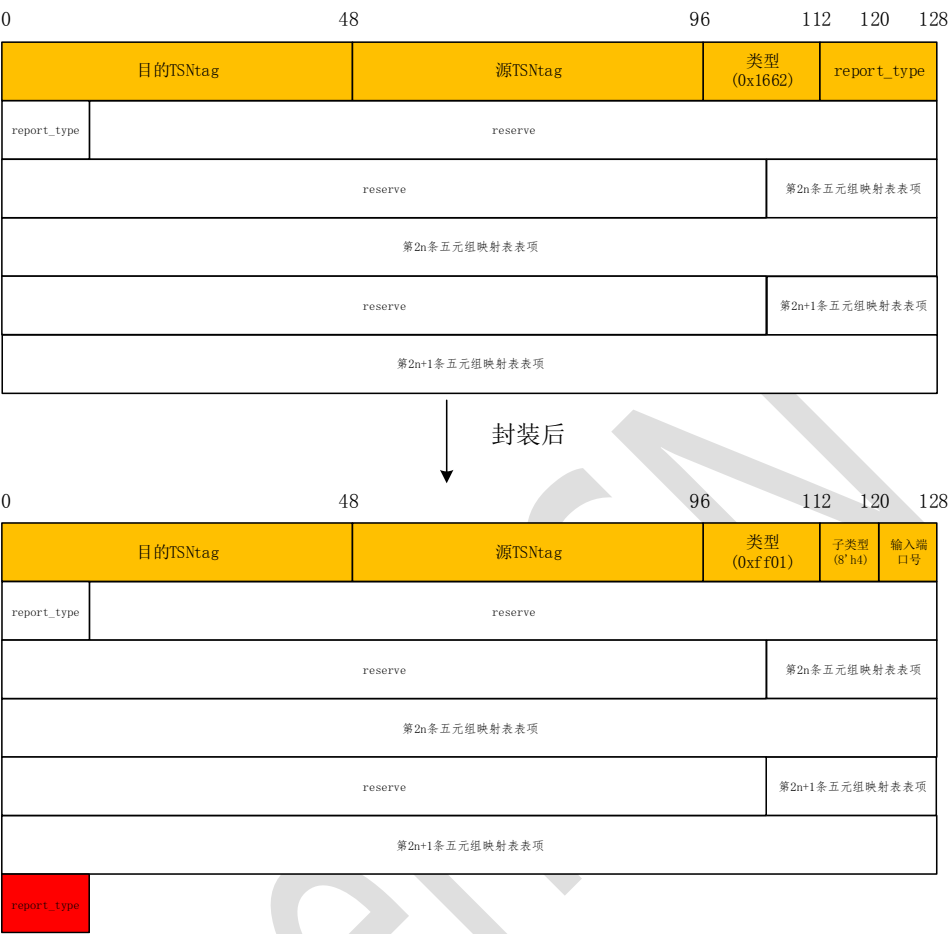 0 48 96 112 120 128
目的TSNtag 源TSNtag 类型 report_type
(0x1662)
report_type reserve
reserve 第2n条五元组映射表表项
第2n条五元组映射表表项
reserve 第2n+1条五元组映射表表项
第2n+1条五元组映射表表项
封装后
0 48 96 112 120 128
目的TSNtag 源TSNtag 类型 子类型 输入端
(0xff01) (8'h4) 口号
report_type reserve
reserve 第2n条五元组映射表表项
第2n条五元组映射表表项
reserve 第2n+1条五元组映射表表项
第2n+1条五元组映射表表项
report_type